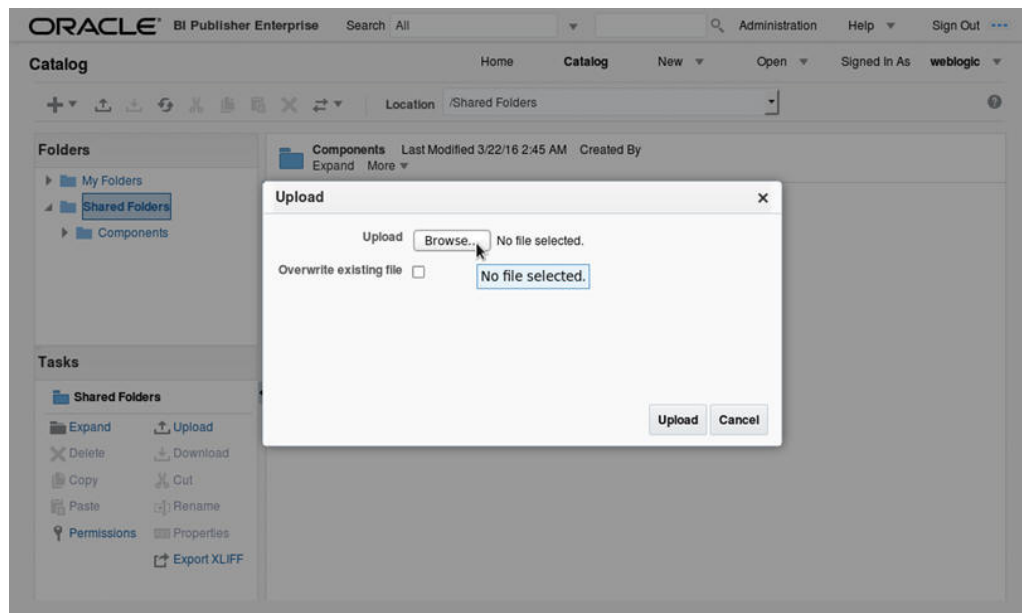 ORACLE BI Publisher Enterprise Search All Administration Help Sign Out
Catalog Home Catalog New Open Signed In As weblogic
Location /Shared Folders
Folders
My Folders
Shared Folders
Components
Components Last Modified 3/22/16 2:45 AM Created By
Expand More
Upload
Upload Browse... No file selected.
Overwrite existing file
No file selected.
Upload Cancel
Tasks
Shared Folders
Expand Upload
Delete Download
Copy Cut
Paste Rename
Permissions Properties
Export XLIFF